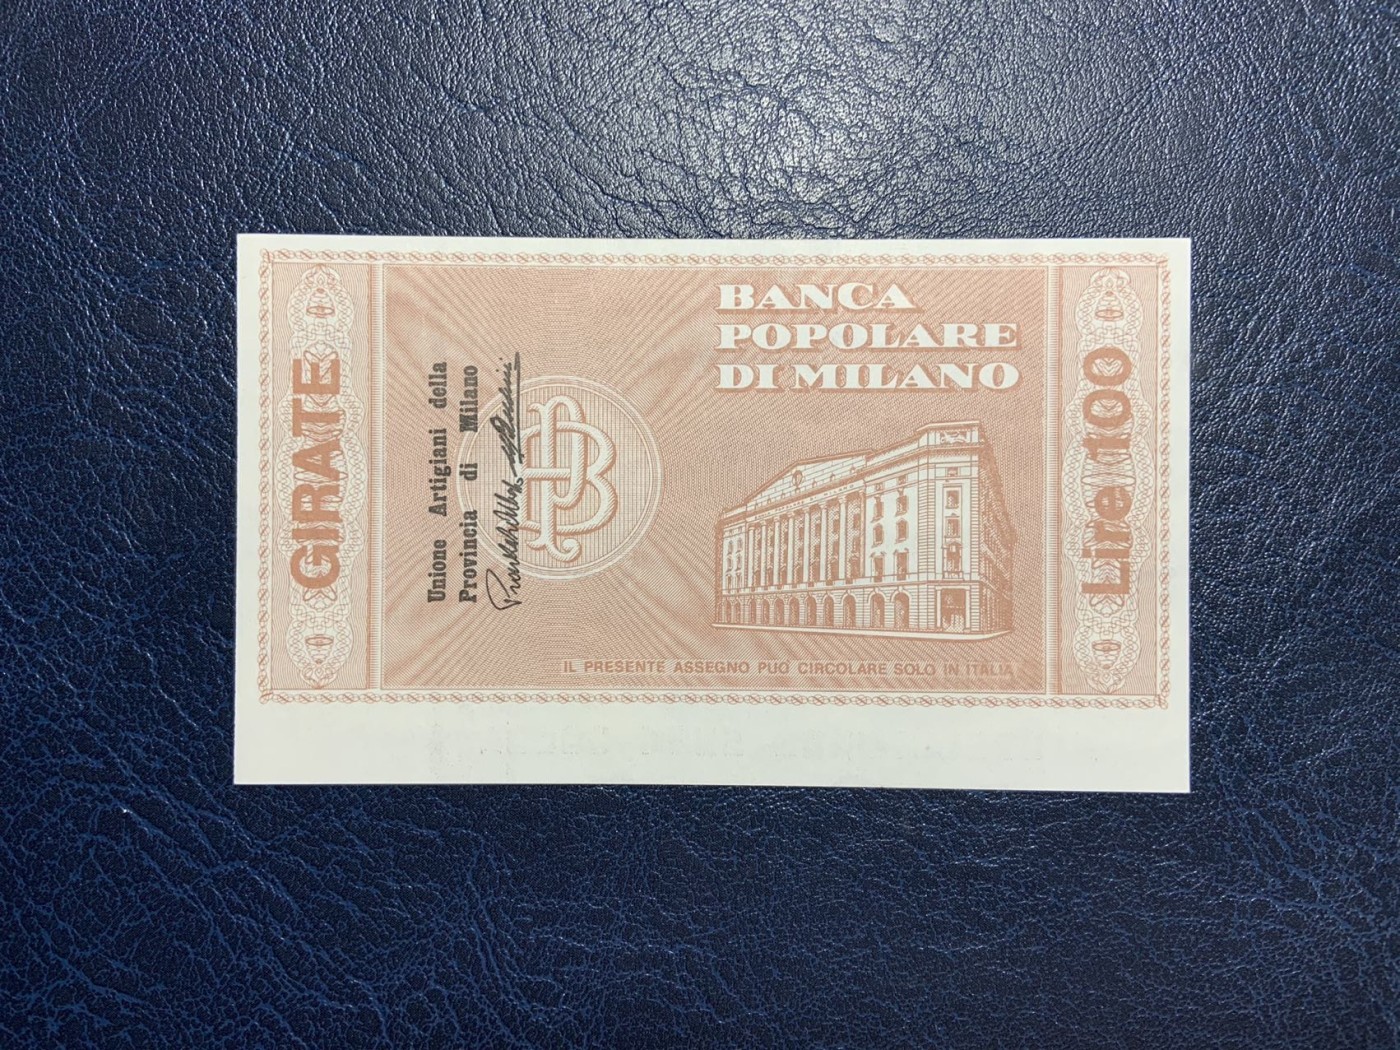 GIRATE
Unione Artigiani della
Provincia di Milano
BANCA
POPOLARE
DI MILANO
IL PRESENTE ASSEGNO PUO CIRCOLARE SOLO IN ITALIA
Lire 100